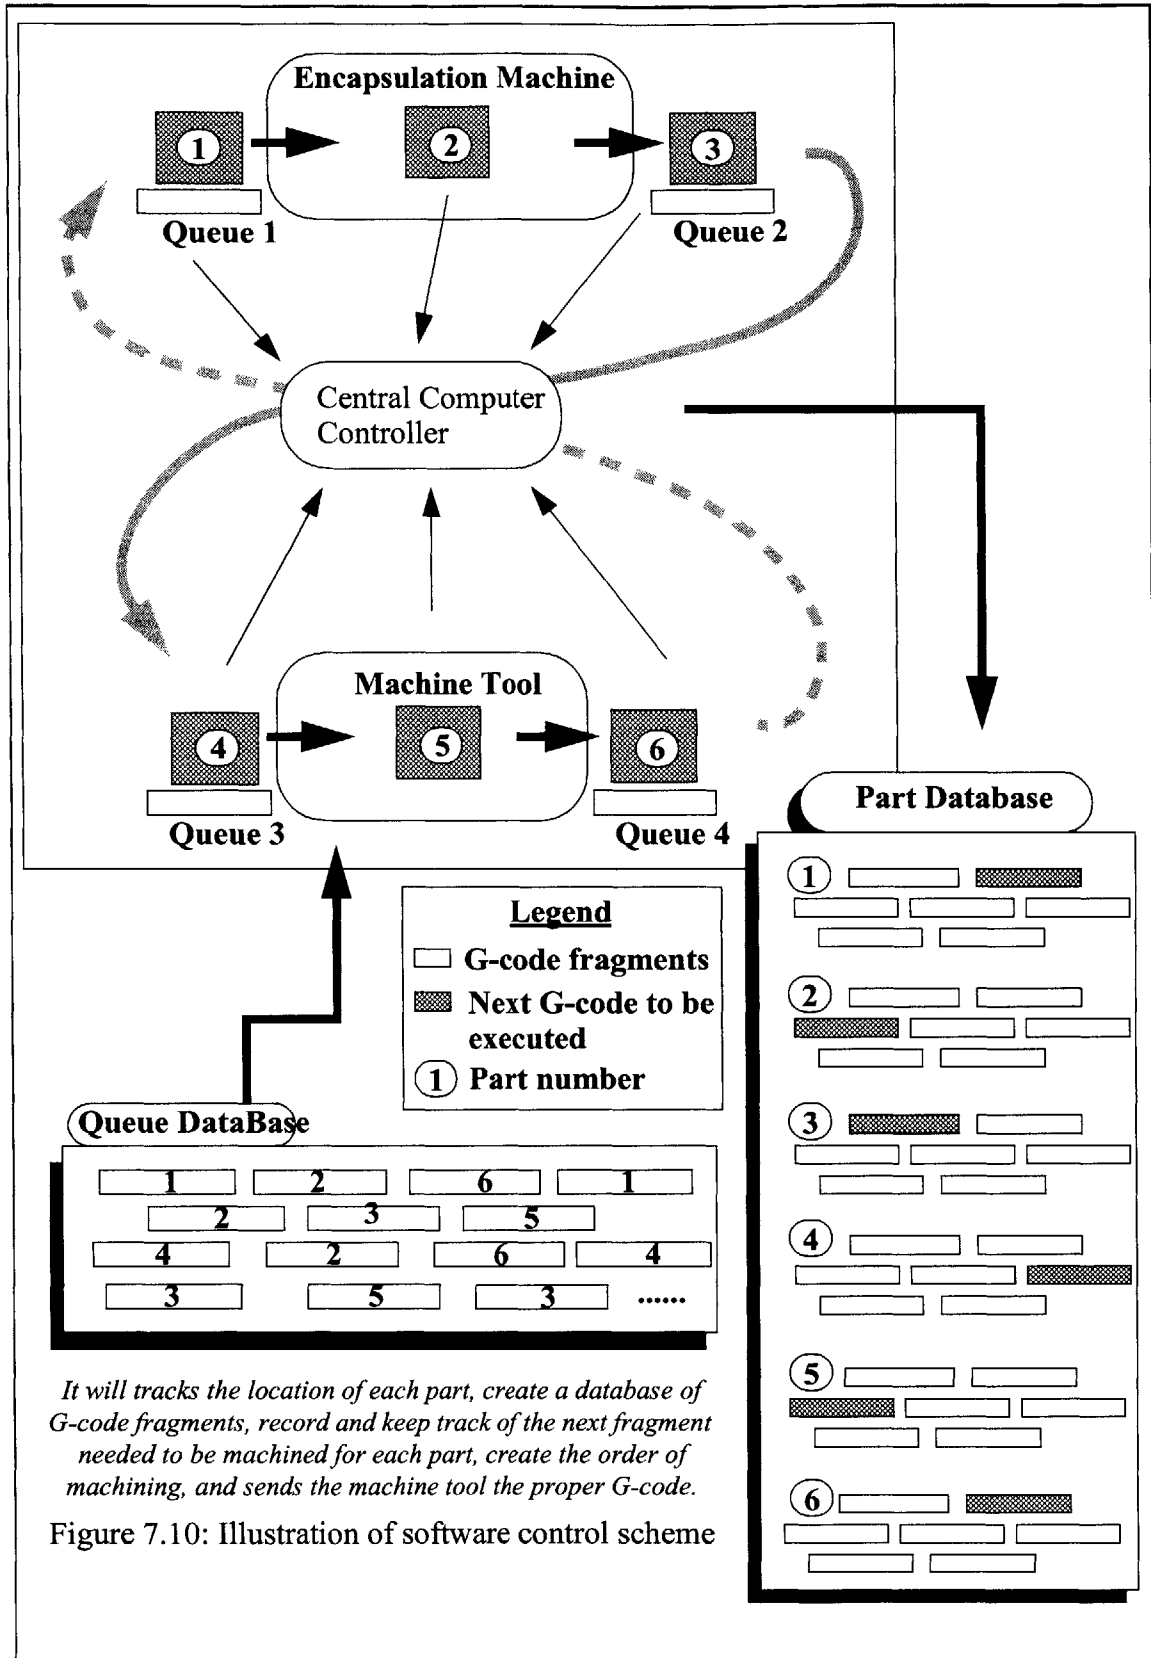 Encapsulation Machine
1
2
3
Queue 1
Queue 2
Central Computer
Controller
Machine Tool
4
5
6
Queue 3
Queue 4
Part Database
1
2
3
4
5
6
Legend
G-code fragments
Next G-code to be
executed
1 Part number
Queue DataBase
1 2 6 1
2 3 5
4 2 6 4
3 5 3 ......
It will tracks the location of each part, create a database of
G-code fragments, record and keep track of the next fragment
needed to be machined for each part, create the order of
machining, and sends the machine tool the proper G-code.
Figure 7.10: Illustration of software control scheme